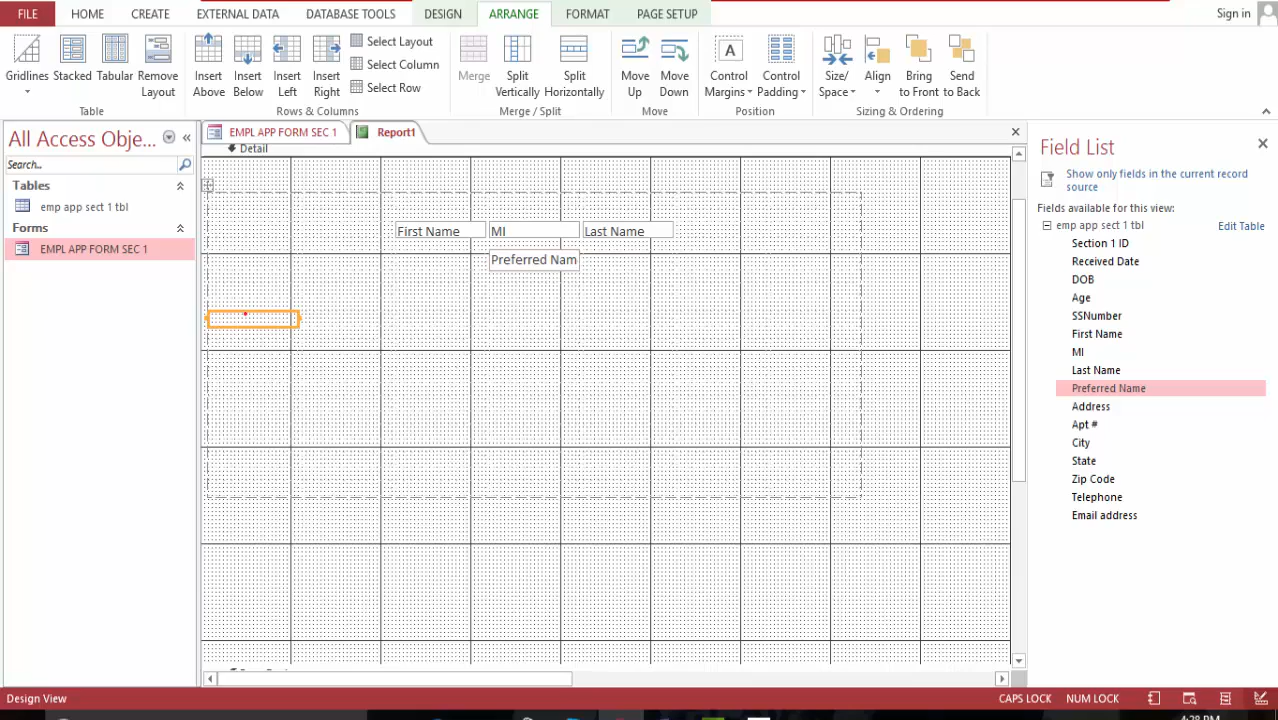 FILE HOME CREATE EXTERNAL DATA DATABASE TOOLS DESIGN ARRANGE FORMAT PAGE SETUP Sign in
Gridlines Stacked Tabular Remove Layout
Table
Insert Above Insert Below Insert Left Insert Right
Select Layout
Select Column
Select Row
Rows & Columns
Merge Split Vertically Split Horizontally
Merge / Split
Move Up Move Down
Move
Control Margins Control Padding
Position
Size/ Space Align Bring to Front Send to Back
Sizing & Ordering
All Access Obje...
Search...
Tables
emp app sect 1 tbl
Forms
EMPL APP FORM SEC 1
EMPL APP FORM SEC 1 Report1
Detail
First Name MI Last Name
Preferred Nam
Field List
Show only fields in the current record
source
Fields available for this view:
emp app sect 1 tbl Edit Table
Section 1 ID
Received Date
DOB
Age
SSNumber
First Name
MI
Last Name
Preferred Name
Address
Apt #
City
State
Zip Code
Telephone
Email address
Design View CAPS LOCK NUM LOCK